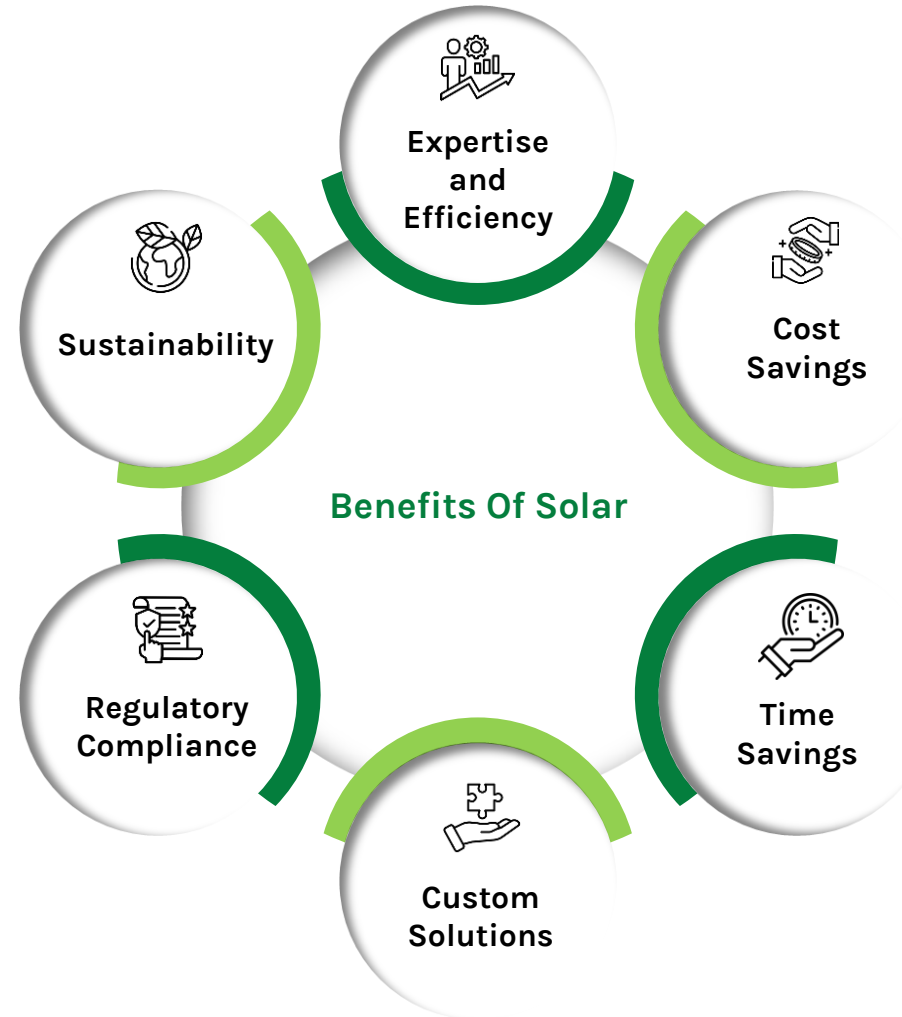 Expertise
and
Efficiency
Cost
Savings
Sustainability
Benefits Of Solar
Time
Savings
Regulatory
Compliance
Custom
Solutions